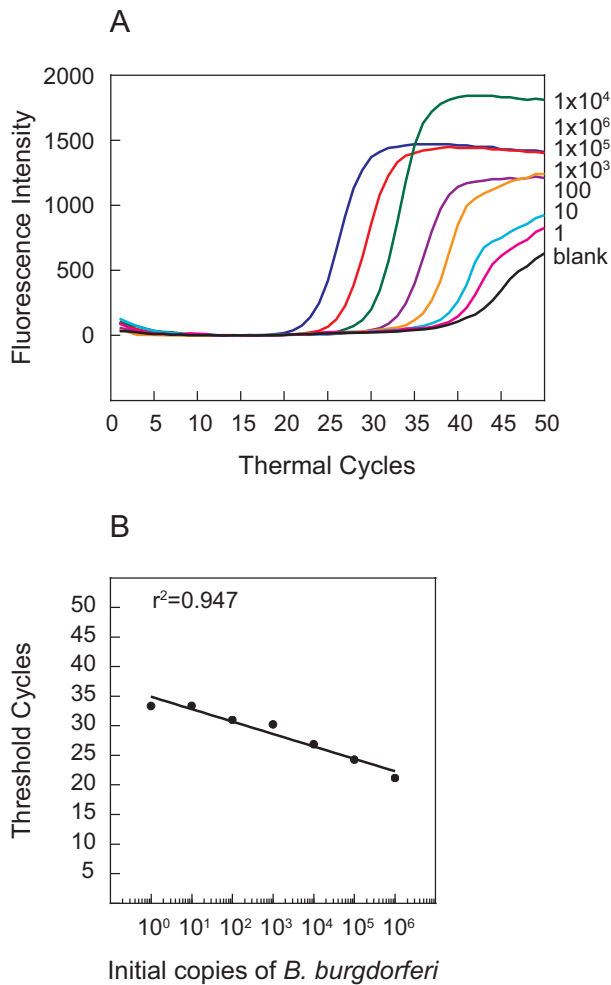 A
2000
1500
1000
500
0
Fluorescence Intensity
1x10⁴
1x10⁶
1x10⁵
1x10³
100
10
1
blank
0 5 10 15 20 25 30 35 40 45 50
Thermal Cycles
B
r²=0.947
50
45
40
35
30
25
20
15
10
5
Threshold Cycles
10⁰ 10¹ 10² 10³ 10⁴ 10⁵ 10⁶
Initial copies of B. burgdorferi